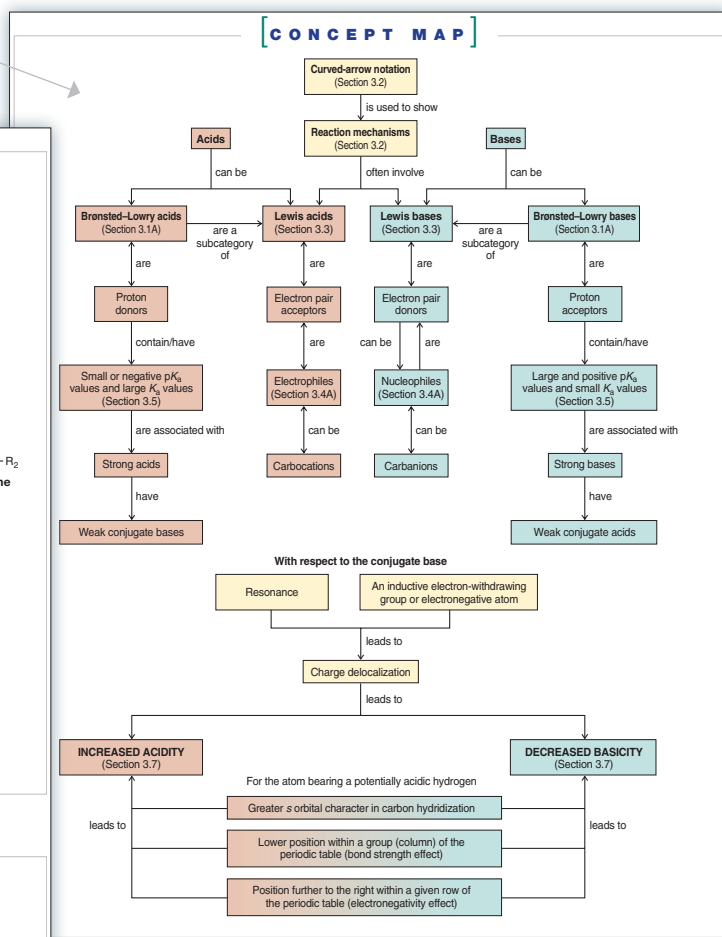 [CONCEPT MAP]
Curved-arrow notation
(Section 3.2)
is used to show
Acids
Reaction mechanisms
(Section 3.2)
Bases
can be
often involve
can be
Brønsted–Lowry acids
(Section 3.1A)
are a
subcategory
of
Lewis acids
(Section 3.3)
Lewis bases
(Section 3.3)
are a
subcategory
of
Brønsted–Lowry bases
(Section 3.1A)
are
are
are
are
Proton
donors
Electron pair
acceptors
Electron pair
donors
Proton
acceptors
contain/have
are
can be
are
contain/have
Small or negative pKa
values and large Ka values
(Section 3.5)
Electrophiles
(Section 3.4A)
Nucleophiles
(Section 3.4A)
Large and positive pKa
values and small Ka values
(Section 3.5)
are associated with
can be
can be
are associated with
–R2
Strong acids
Carbocations
Carbanions
Strong bases
have
have
Weak conjugate bases
Weak conjugate acids
With respect to the conjugate base
Resonance
An inductive electron-withdrawing
group or electronegative atom
leads to
Charge delocalization
leads to
INCREASED ACIDITY
(Section 3.7)
DECREASED BASICITY
(Section 3.7)
For the atom bearing a potentially acidic hydrogen
Greater s orbital character in carbon hybridization
leads to
leads to
Lower position within a group (column) of the
periodic table (bond strength effect)
Position further to the right within a given row of
the periodic table (electronegativity effect)